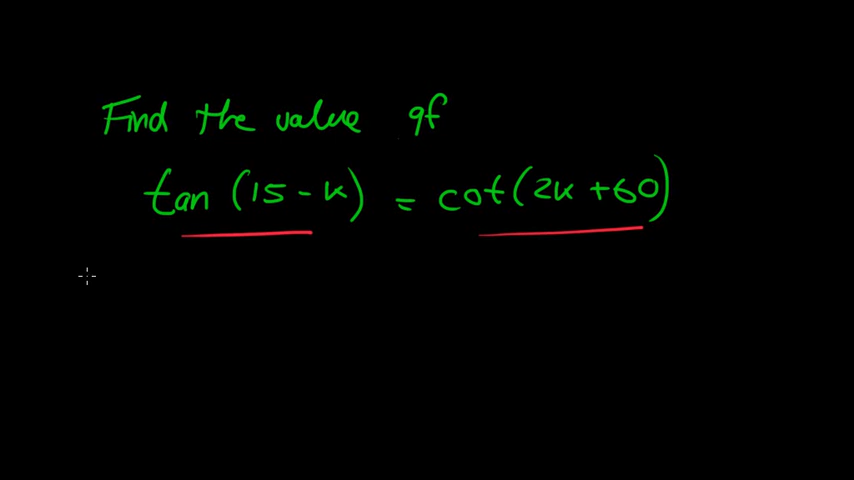 Find the value of
tan (15 - k) = cot (2k + 60)